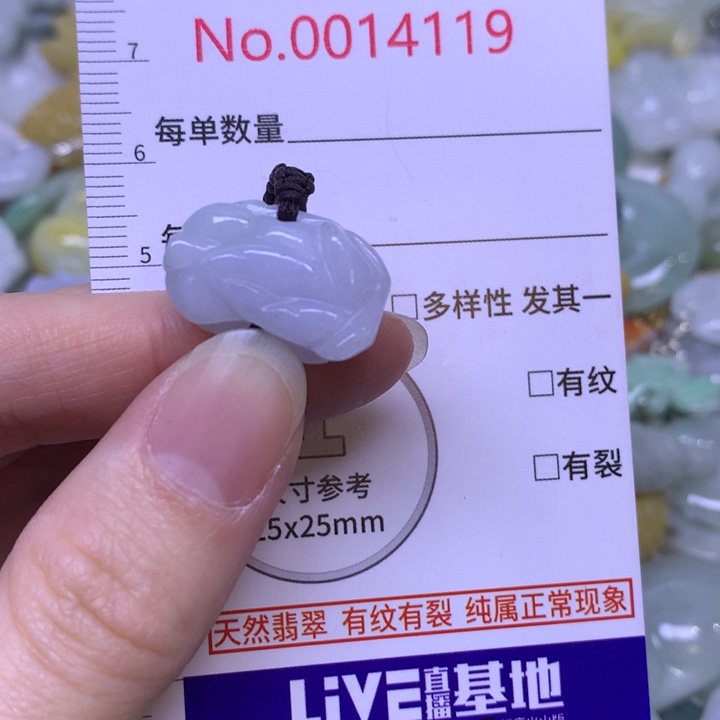 No.0014119
7
每单数量
6
每
5
□多样性 发其一
□有纹
□有裂
寸参考
25x25mm
天然翡翠 有纹有裂 纯属正常现象
LiVE直播基地